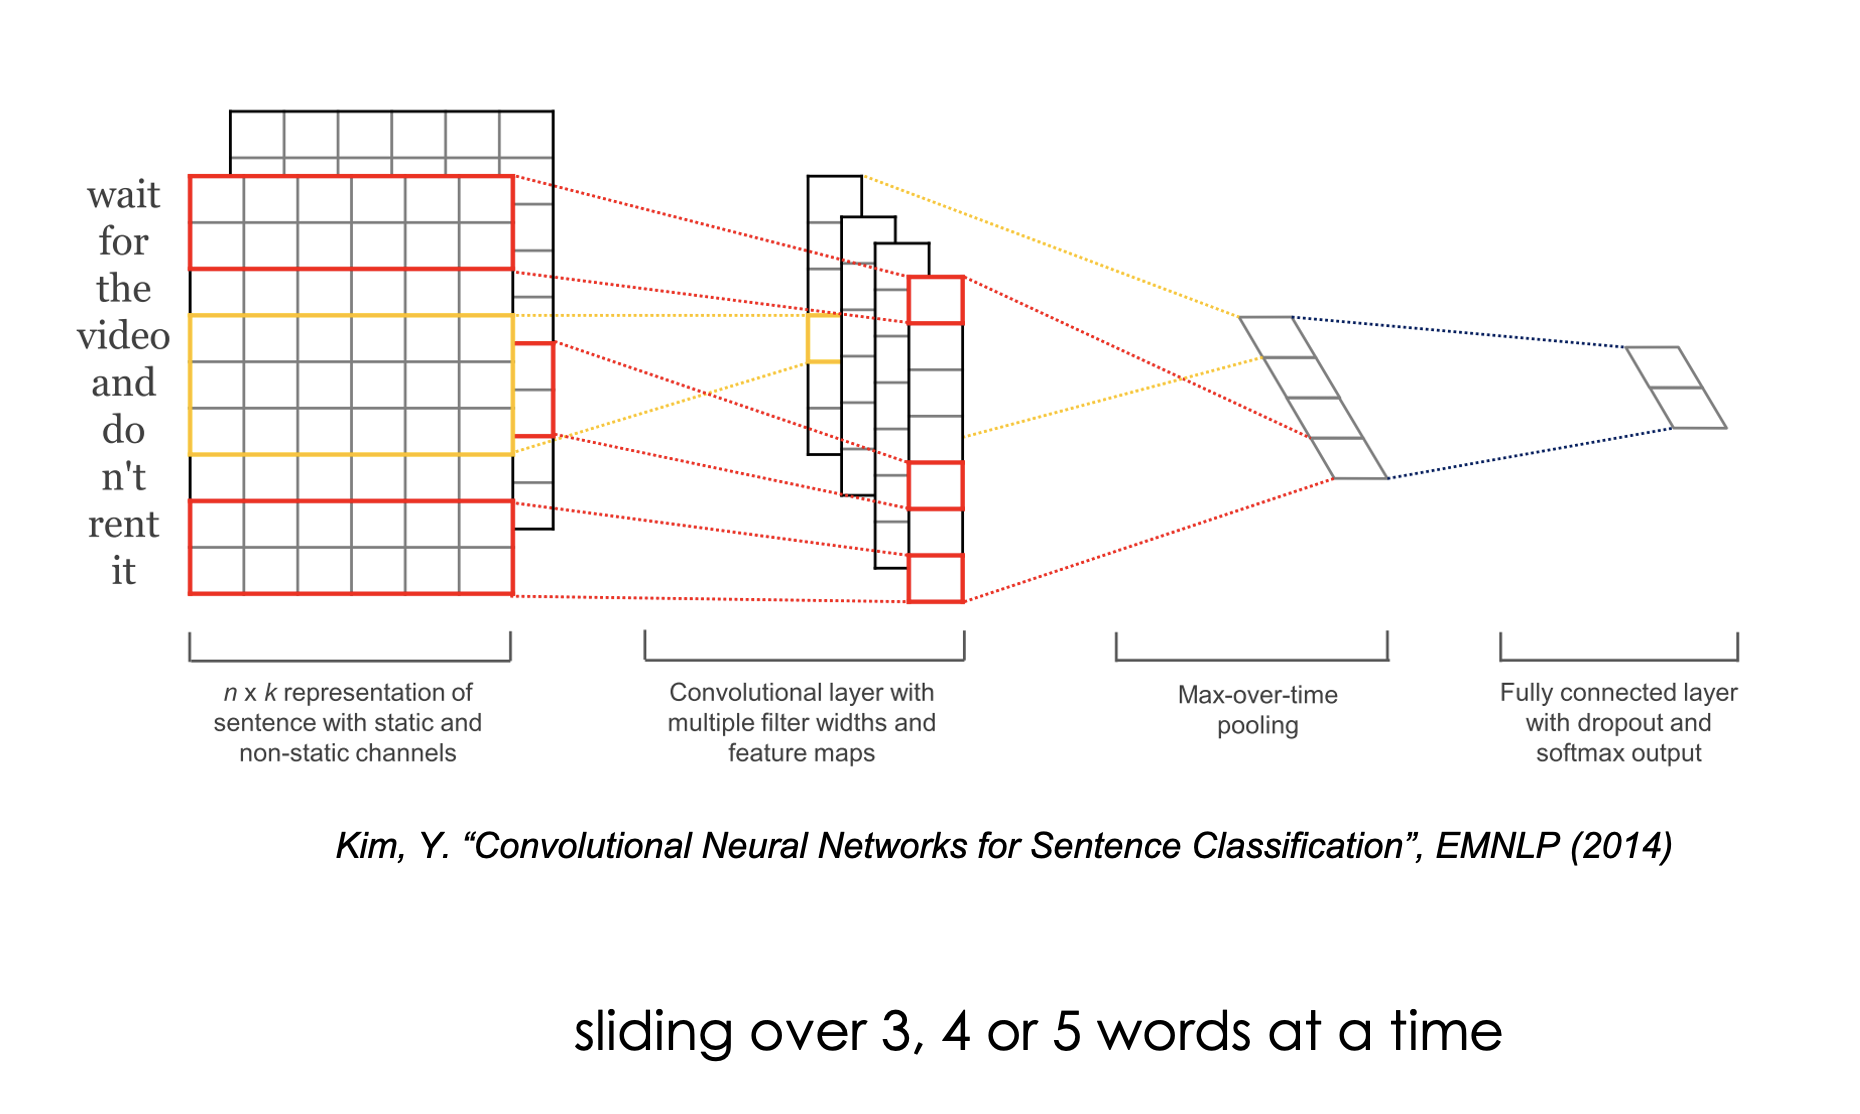 wait
for
the
video
and
do
n't
rent
it
n x k representation of
sentence with static and
non-static channels
Convolutional layer with
multiple filter widths and
feature maps
Max-over-time
pooling
Fully connected layer
with dropout and
softmax output
Kim, Y. “Convolutional Neural Networks for Sentence Classification”, EMNLP (2014)
sliding over 3, 4 or 5 words at a time